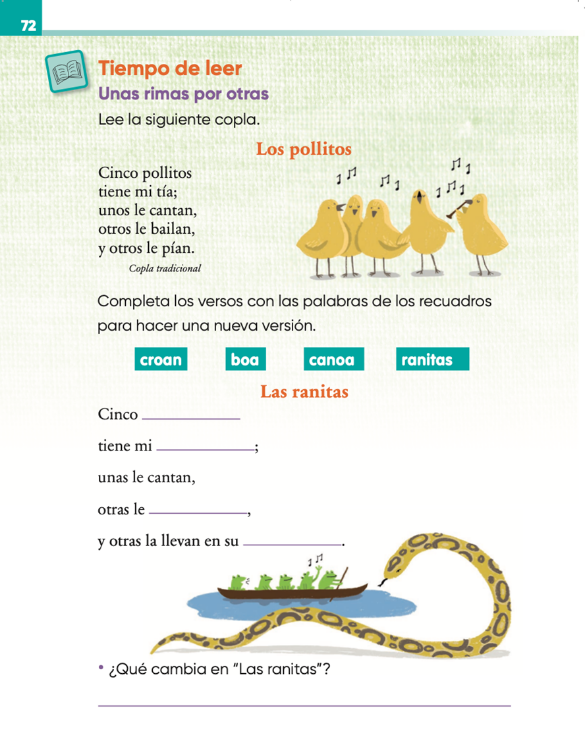 72
Tiempo de leer
Unas rimas por otras
Lee la siguiente copla.
Los pollitos
Cinco pollitos
tiene mi tía;
unos le cantan,
otros le bailan,
y otros le pían.
Copla tradicional
Completa los versos con las palabras de los recuadros
para hacer una nueva versión.
croan boa canoa ranitas
Las ranitas
Cinco ____________
tiene mi ____________;
unas le cantan,
otras le ____________,
y otras la llevan en su ____________.
• ¿Qué cambia en “Las ranitas”?